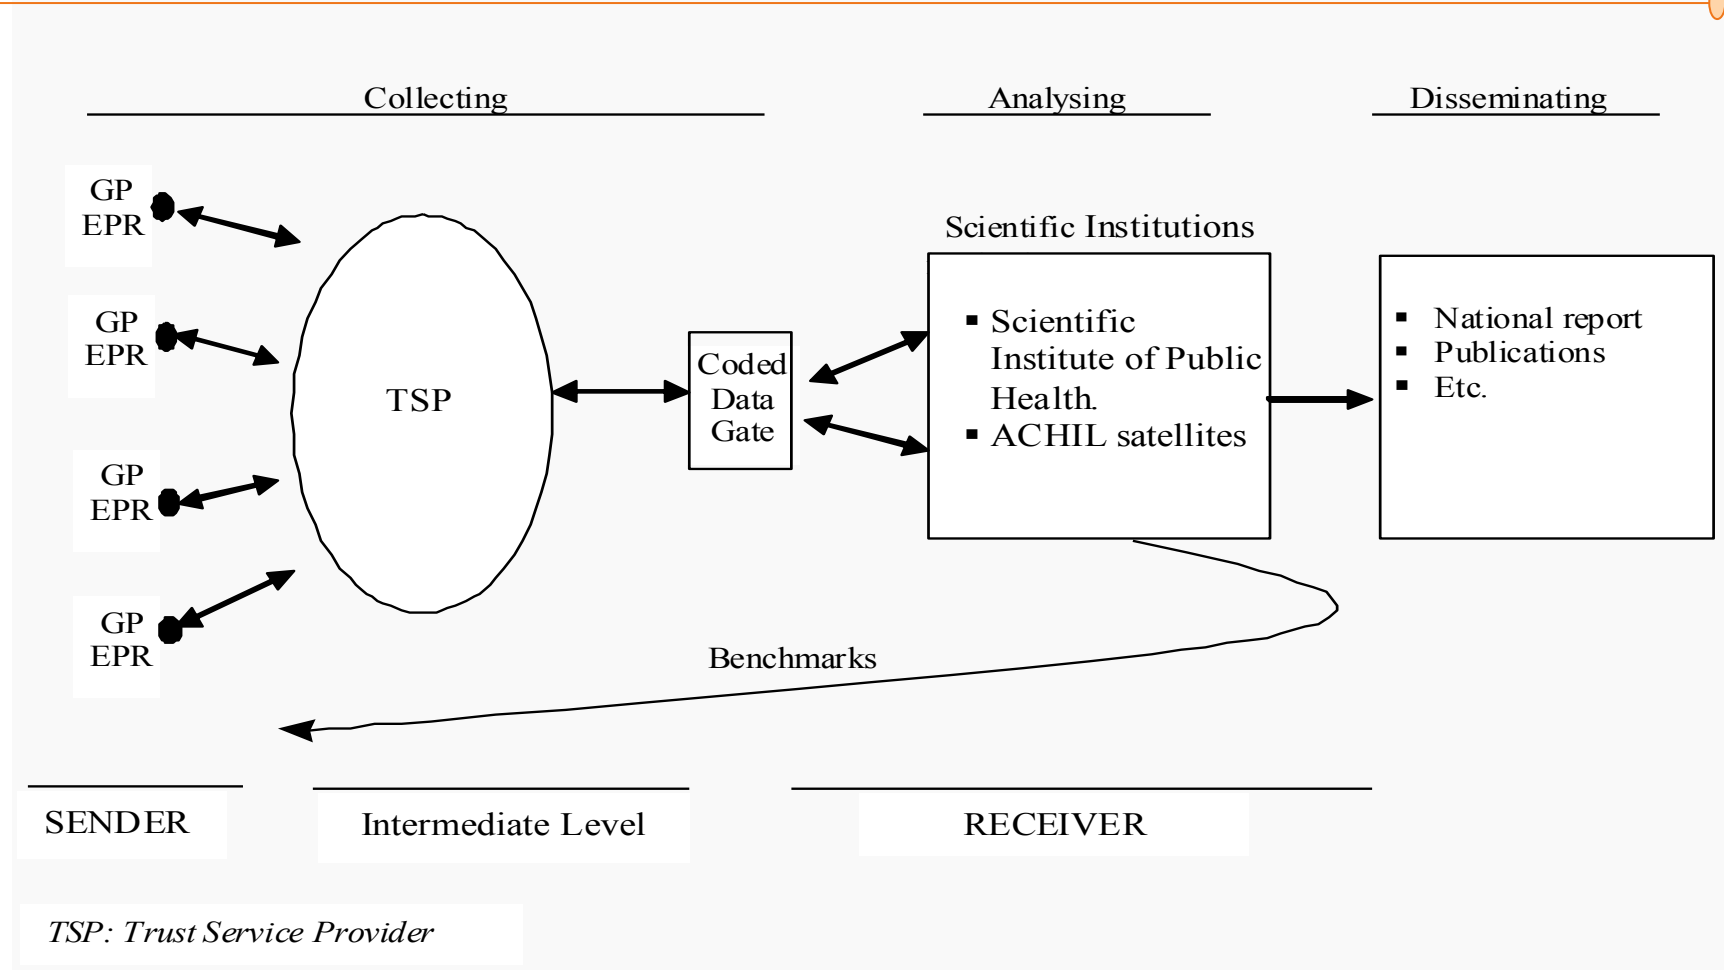 Collecting
Analysing
Disseminating
GP
EPR
GP
EPR
GP
EPR
GP
EPR
TSP
Coded
Data
Gate
Scientific Institutions
▪ Scientific
Institute of Public
Health.
▪ ACHIL satellites
▪ National report
▪ Publications
▪ Etc.
Benchmarks
SENDER
Intermediate Level
RECEIVER
TSP: Trust Service Provider